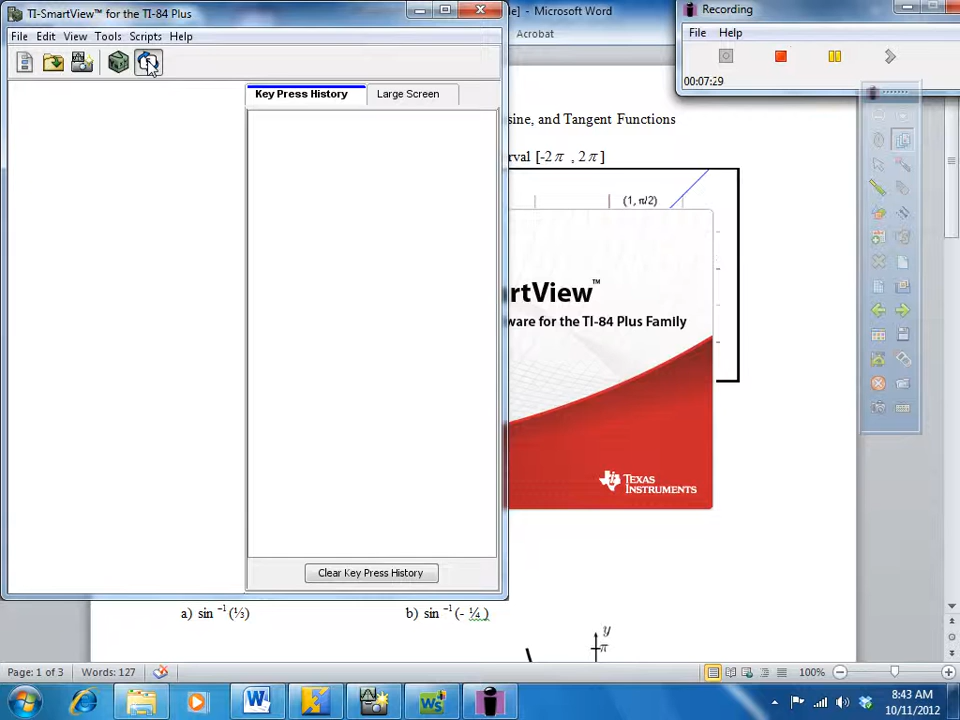 TI-SmartView™ for the TI-84 Plus
File Edit View Tools Scripts Help
Key Press History
Large Screen
Clear Key Press History
- Microsoft Word
Acrobat
Recording
File Help
00:07:29
sine, and Tangent Functions
rval [-2π , 2π]
(1, π/2)
rtView™
ware for the TI-84 Plus Family
TEXAS
INSTRUMENTS
a) sin ⁻¹ (⅓)
b) sin ⁻¹ (- ¼ )
y
π
Page: 1 of 3
Words: 127
100%
8:43 AM
10/11/2012